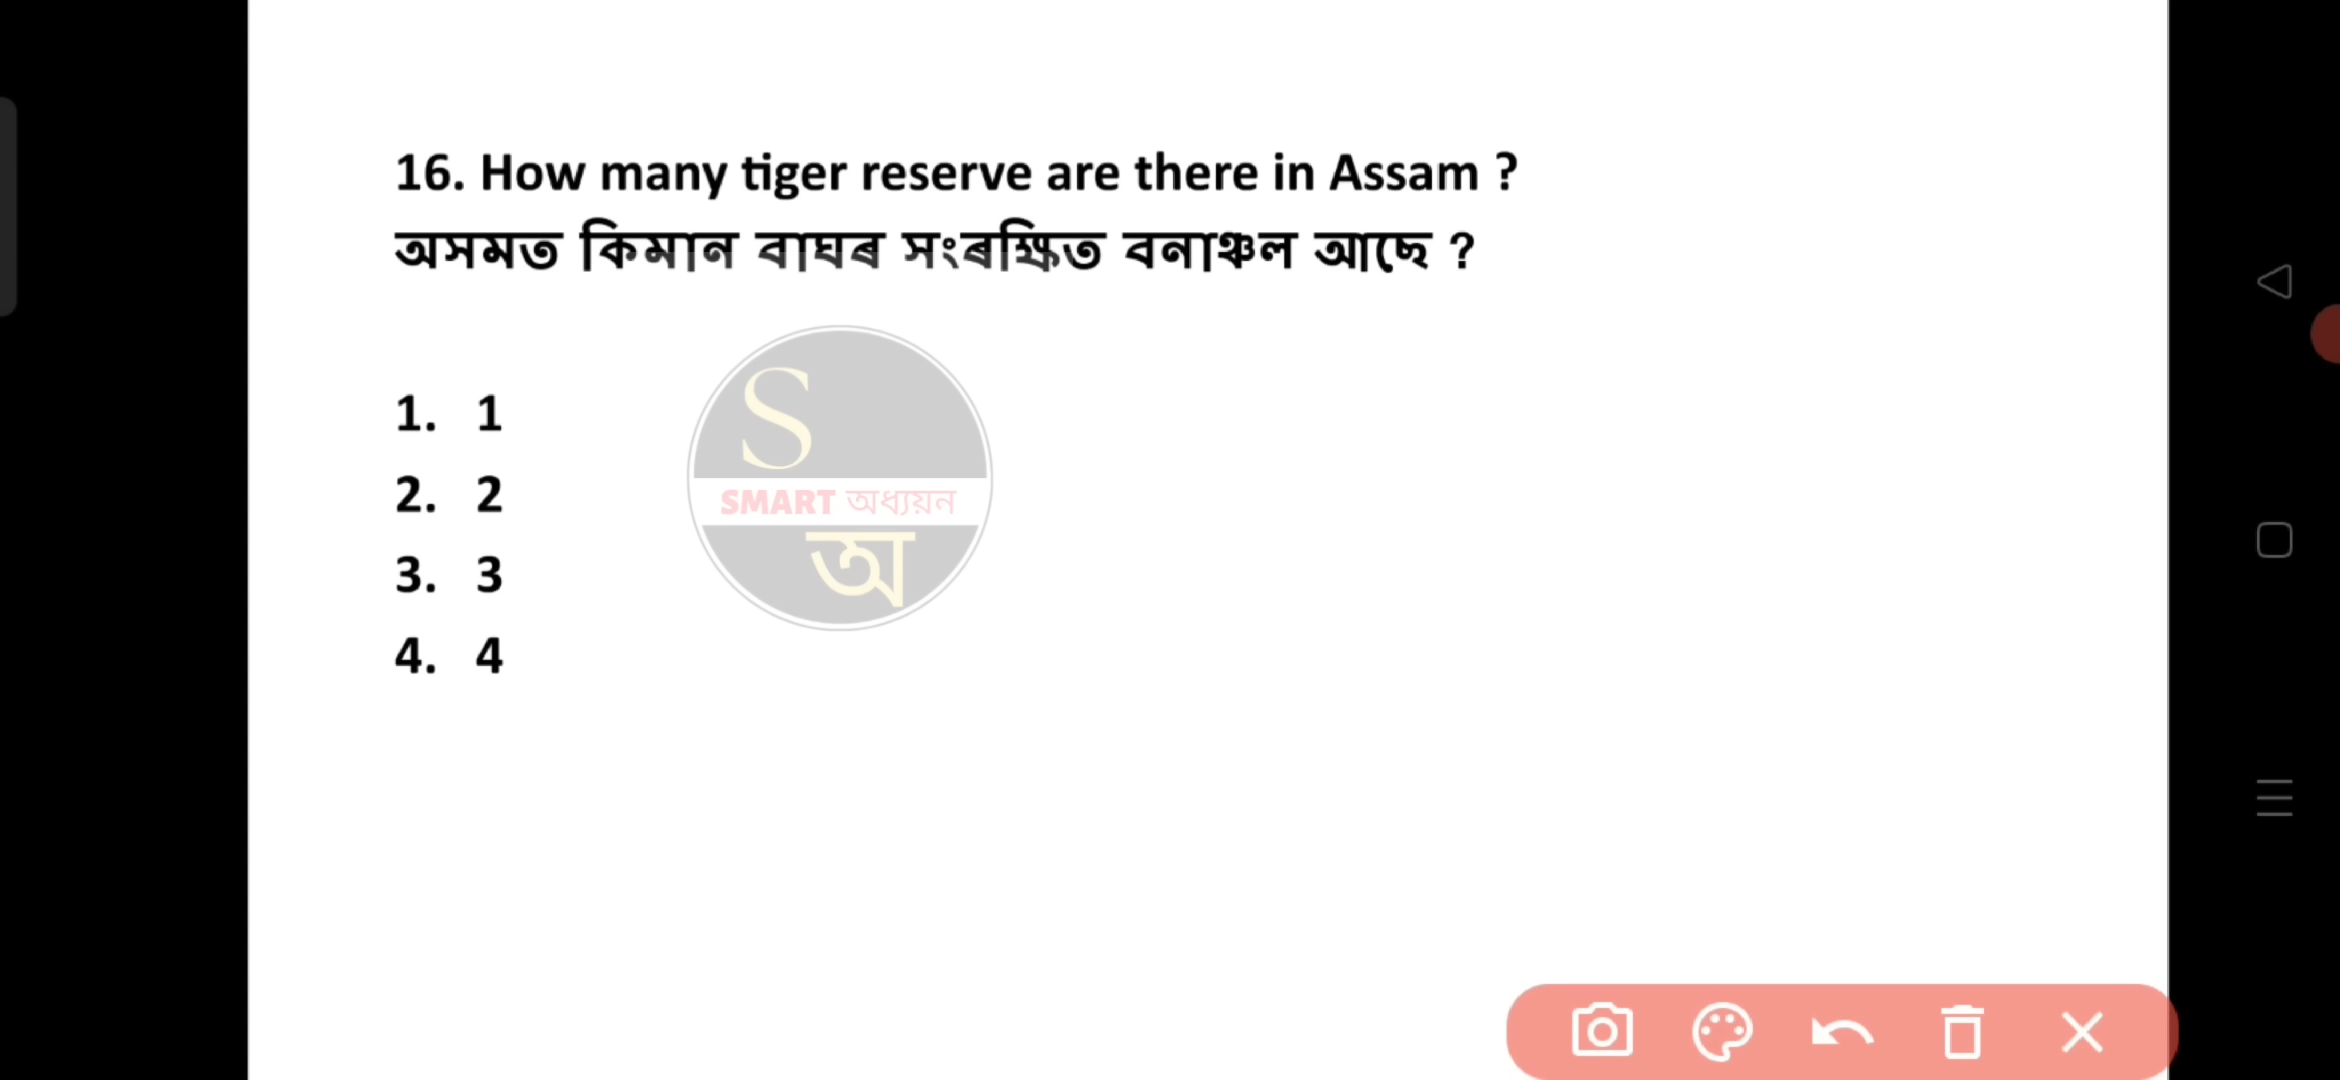 16. How many tiger reserve are there in Assam ?
অসমত কিমান বাঘৰ সংৰক্ষিত বনাঞ্চল আছে ?
1. 1
2. 2
3. 3
4. 4
S
SMART অধ্যয়ন
অ